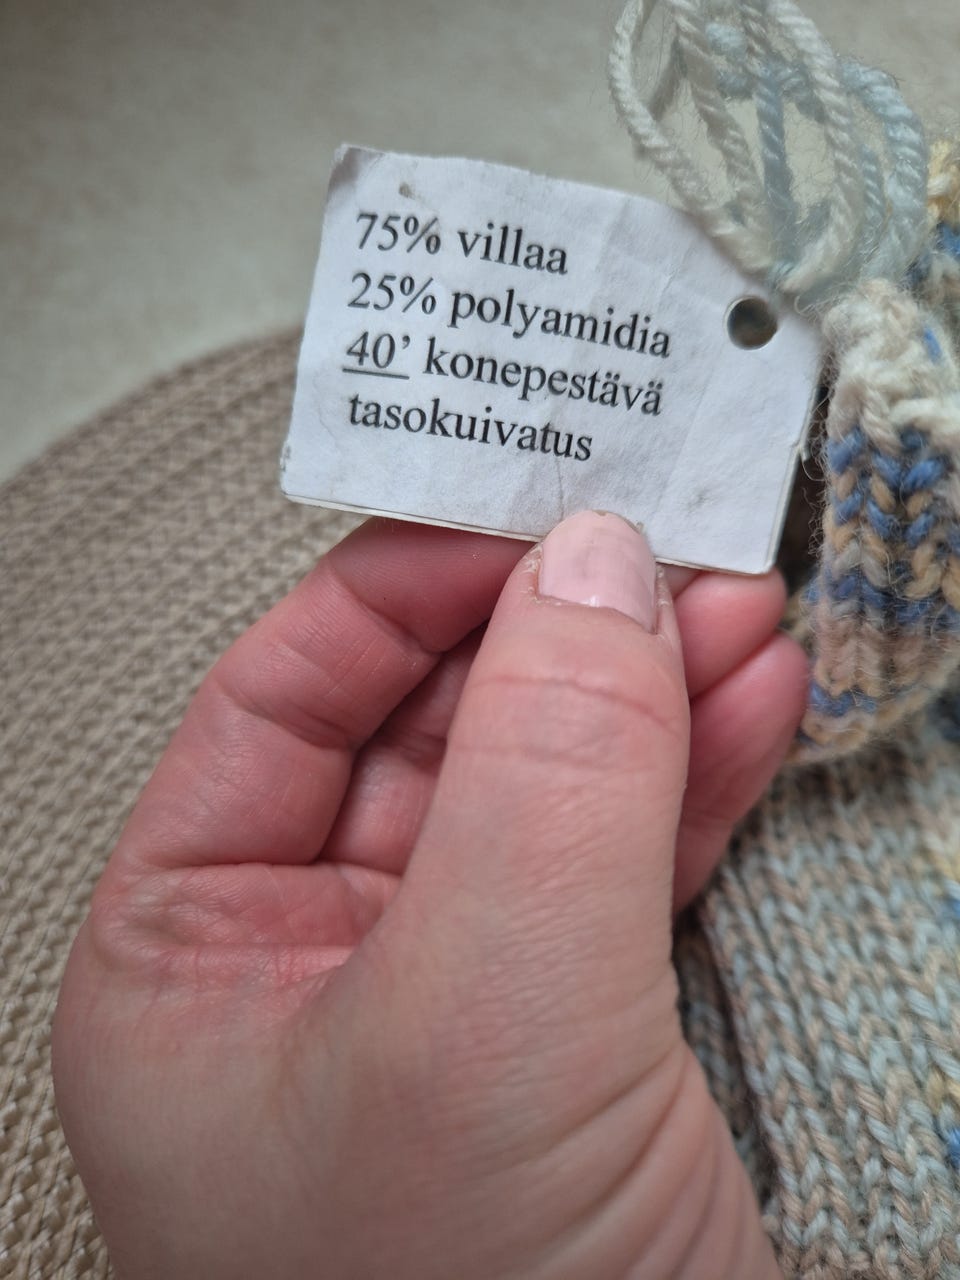 75% villaa
25% polyamidia
40’ konepestävä
tasokuivatus